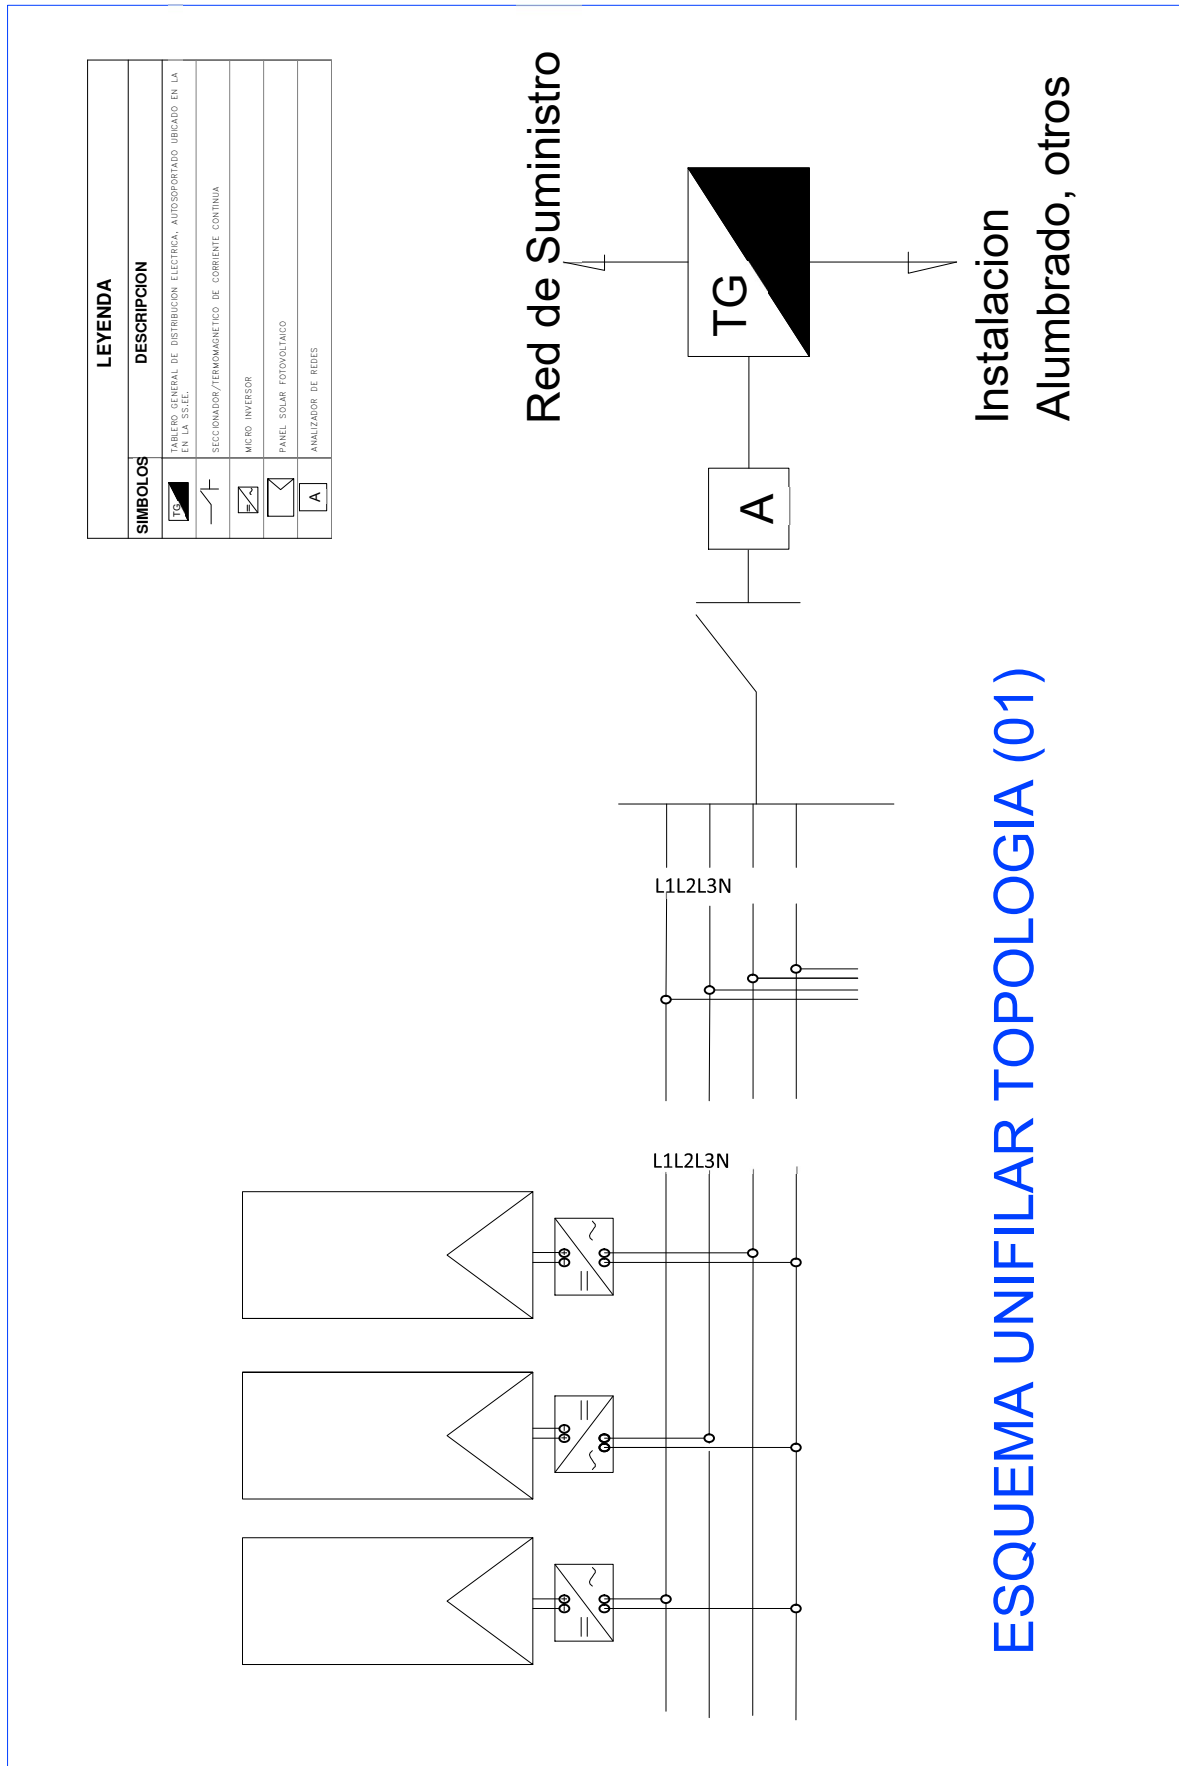 LEYENDA
SIMBOLOS DESCRIPCION
TG TABLERO GENERAL DE DISTRIBUCION ELECTRICA, AUTOSOPORTADO UBICADO EN LA
EN LA SS.EE.
SECCIONADOR/TERMOMAGNETICO DE CORRIENTE CONTINUA
MICRO INVERSOR
PANEL SOLAR FOTOVOLTAICO
A ANALIZADOR DE REDES
Red de Suministro
TG
A
Instalacion
Alumbrado, otros
L1L2L3N
L1L2L3N
ESQUEMA UNIFILAR TOPOLOGIA (01)